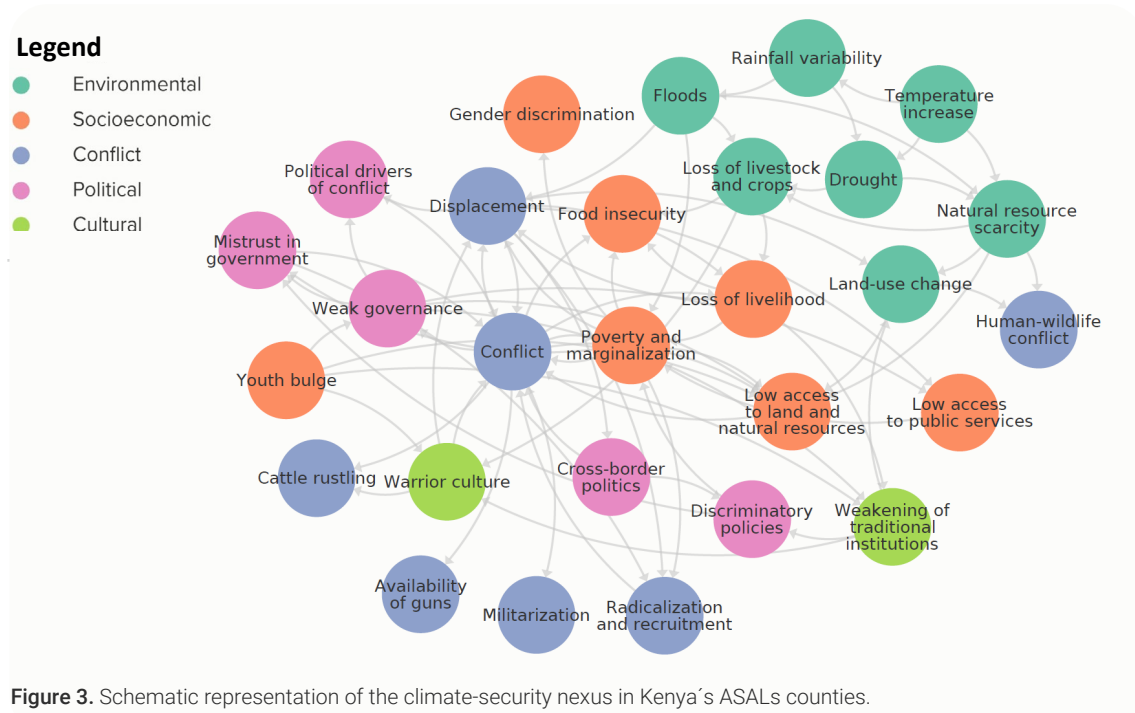 Legend
Environmental
Socioeconomic
Conflict
Political
Cultural
Rainfall variability
Floods
Temperature
increase
Gender discrimination
Political drivers
of conflict
Loss of livestock
and crops
Drought
Displacement
Food insecurity
Natural resource
scarcity
Mistrust in
government
Land-use change
Loss of livelihood
Weak governance
Human-wildlife
conflict
Conflict
Poverty and
marginalization
Youth bulge
Low access
to land and
natural resources
Low access
to public services
Cattle rustling
Warrior culture
Cross-border
politics
Discriminatory
policies
Weakening of
traditional
institutions
Availability
of guns
Militarization
Radicalization
and recruitment
Figure 3. Schematic representation of the climate-security nexus in Kenya´s ASALs counties.